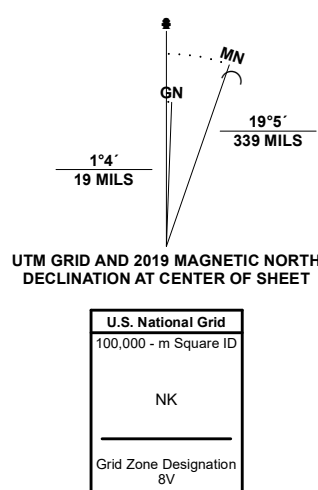 MN
GN
19°5´
339 MILS
1°4´
19 MILS
UTM GRID AND 2019 MAGNETIC NORTH
DECLINATION AT CENTER OF SHEET
U.S. National Grid
100,000 - m Square ID
NK
Grid Zone Designation
8V